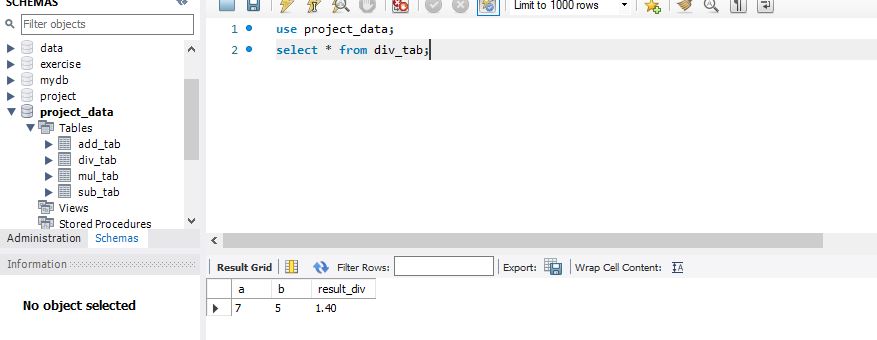 SCHEMAS
Filter objects
data
exercise
mydb
project
project_data
Tables
add_tab
div_tab
mul_tab
sub_tab
Views
Stored Procedures
Administration Schemas
Information
No object selected
Limit to 1000 rows
1 use project_data;
2 select * from div_tab;
Result Grid Filter Rows: Export: Wrap Cell Content:
a b result_div
7 5 1.40